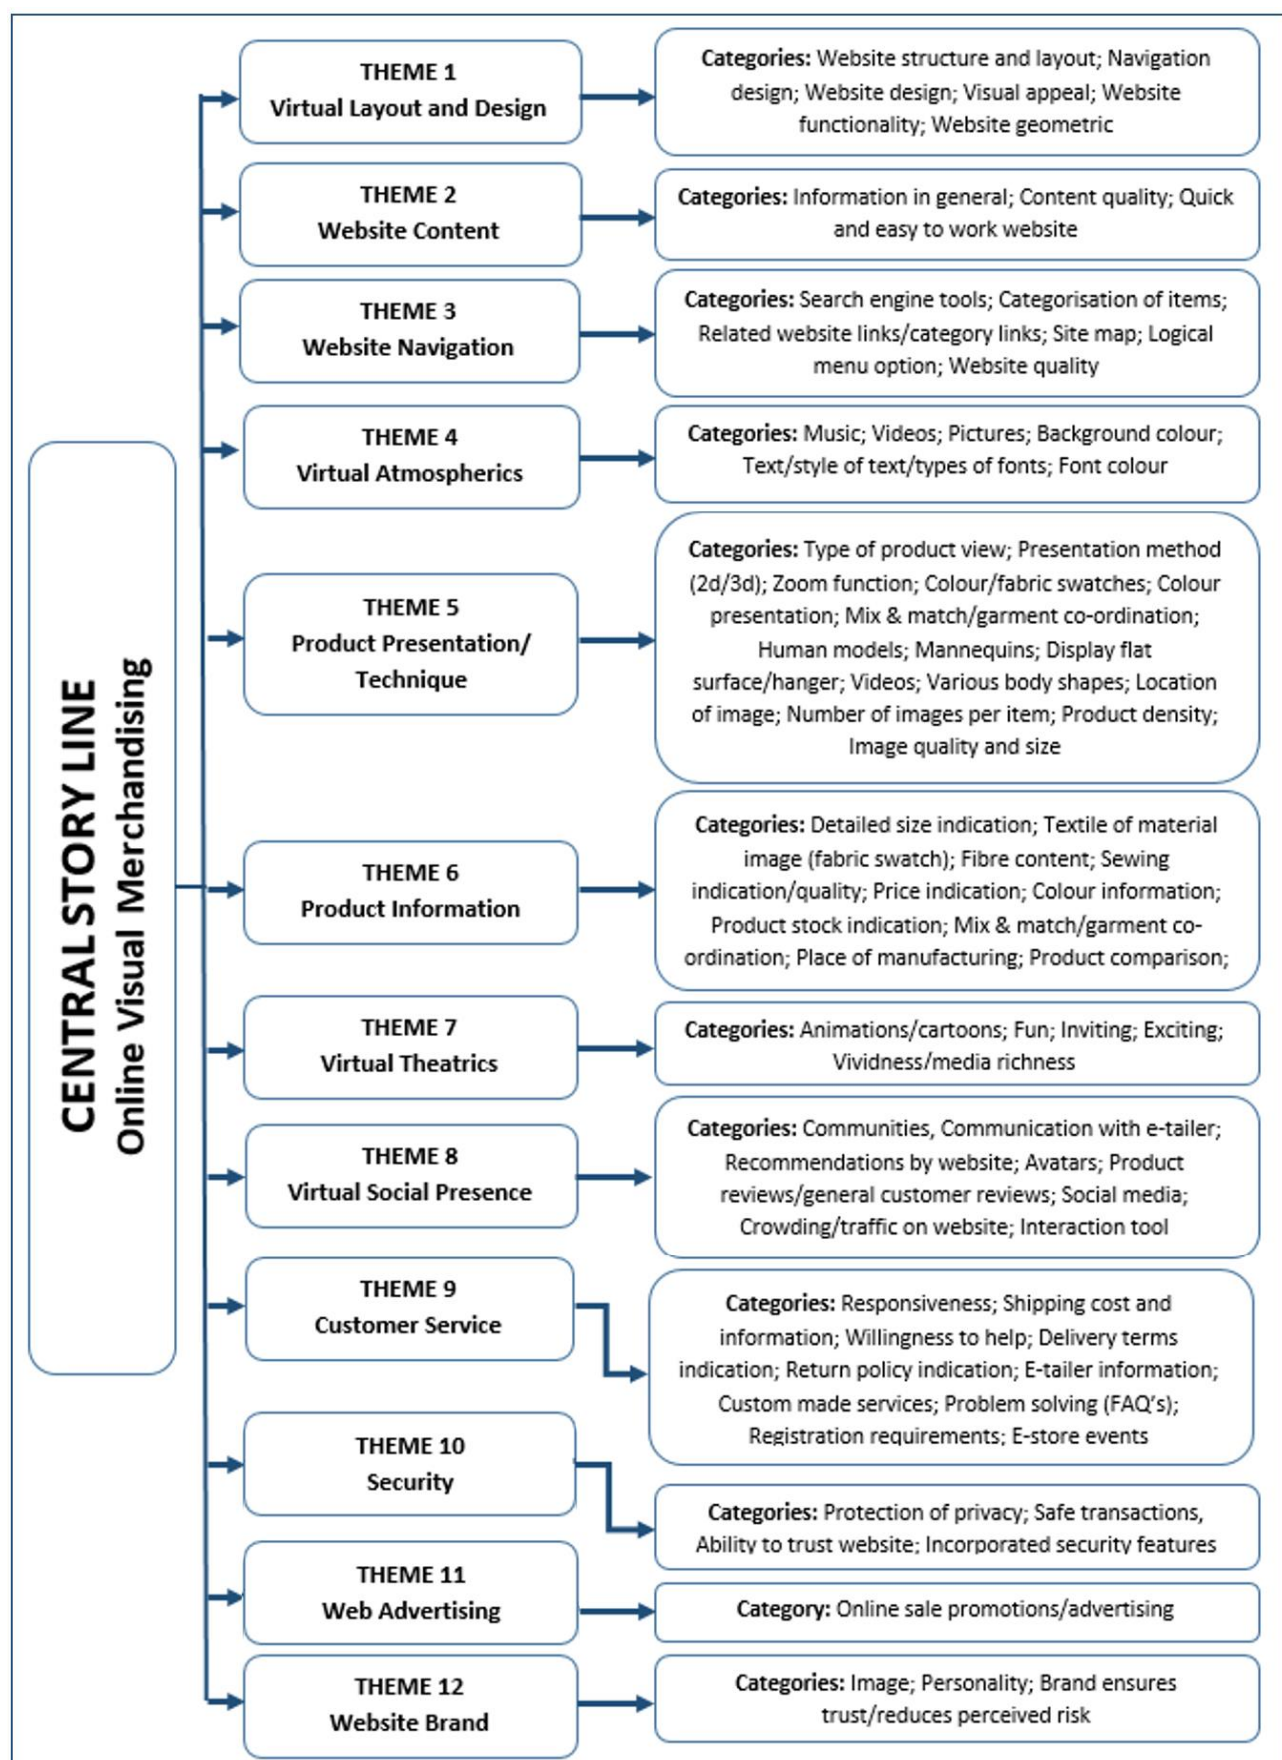 CENTRAL STORY LINE
Online Visual Merchandising
THEME 1
Virtual Layout and Design
Categories: Website structure and layout; Navigation
design; Website design; Visual appeal; Website
functionality; Website geometric
THEME 2
Website Content
Categories: Information in general; Content quality; Quick
and easy to work website
THEME 3
Website Navigation
Categories: Search engine tools; Categorisation of items;
Related website links/category links; Site map; Logical
menu option; Website quality
THEME 4
Virtual Atmospherics
Categories: Music; Videos; Pictures; Background colour;
Text/style of text/types of fonts; Font colour
THEME 5
Product Presentation/
Technique
Categories: Type of product view; Presentation method
(2d/3d); Zoom function; Colour/fabric swatches; Colour
presentation; Mix & match/garment co-ordination;
Human models; Mannequins; Display flat
surface/hanger; Videos; Various body shapes; Location
of image; Number of images per item; Product density;
Image quality and size
THEME 6
Product Information
Categories: Detailed size indication; Textile of material
image (fabric swatch); Fibre content; Sewing
indication/quality; Price indication; Colour information;
Product stock indication; Mix & match/garment co-
ordination; Place of manufacturing; Product comparison;
THEME 7
Virtual Theatrics
Categories: Animations/cartoons; Fun; Inviting; Exciting;
Vividness/media richness
THEME 8
Virtual Social Presence
Categories: Communities, Communication with e-tailer;
Recommendations by website; Avatars; Product
reviews/general customer reviews; Social media;
Crowding/traffic on website; Interaction tool
THEME 9
Customer Service
Categories: Responsiveness; Shipping cost and
information; Willingness to help; Delivery terms
indication; Return policy indication; E-tailer information;
Custom made services; Problem solving (FAQ's);
Registration requirements; E-store events
THEME 10
Security
Categories: Protection of privacy; Safe transactions,
Ability to trust website; Incorporated security features
THEME 11
Web Advertising
Category: Online sale promotions/advertising
THEME 12
Website Brand
Categories: Image; Personality; Brand ensures
trust/reduces perceived risk